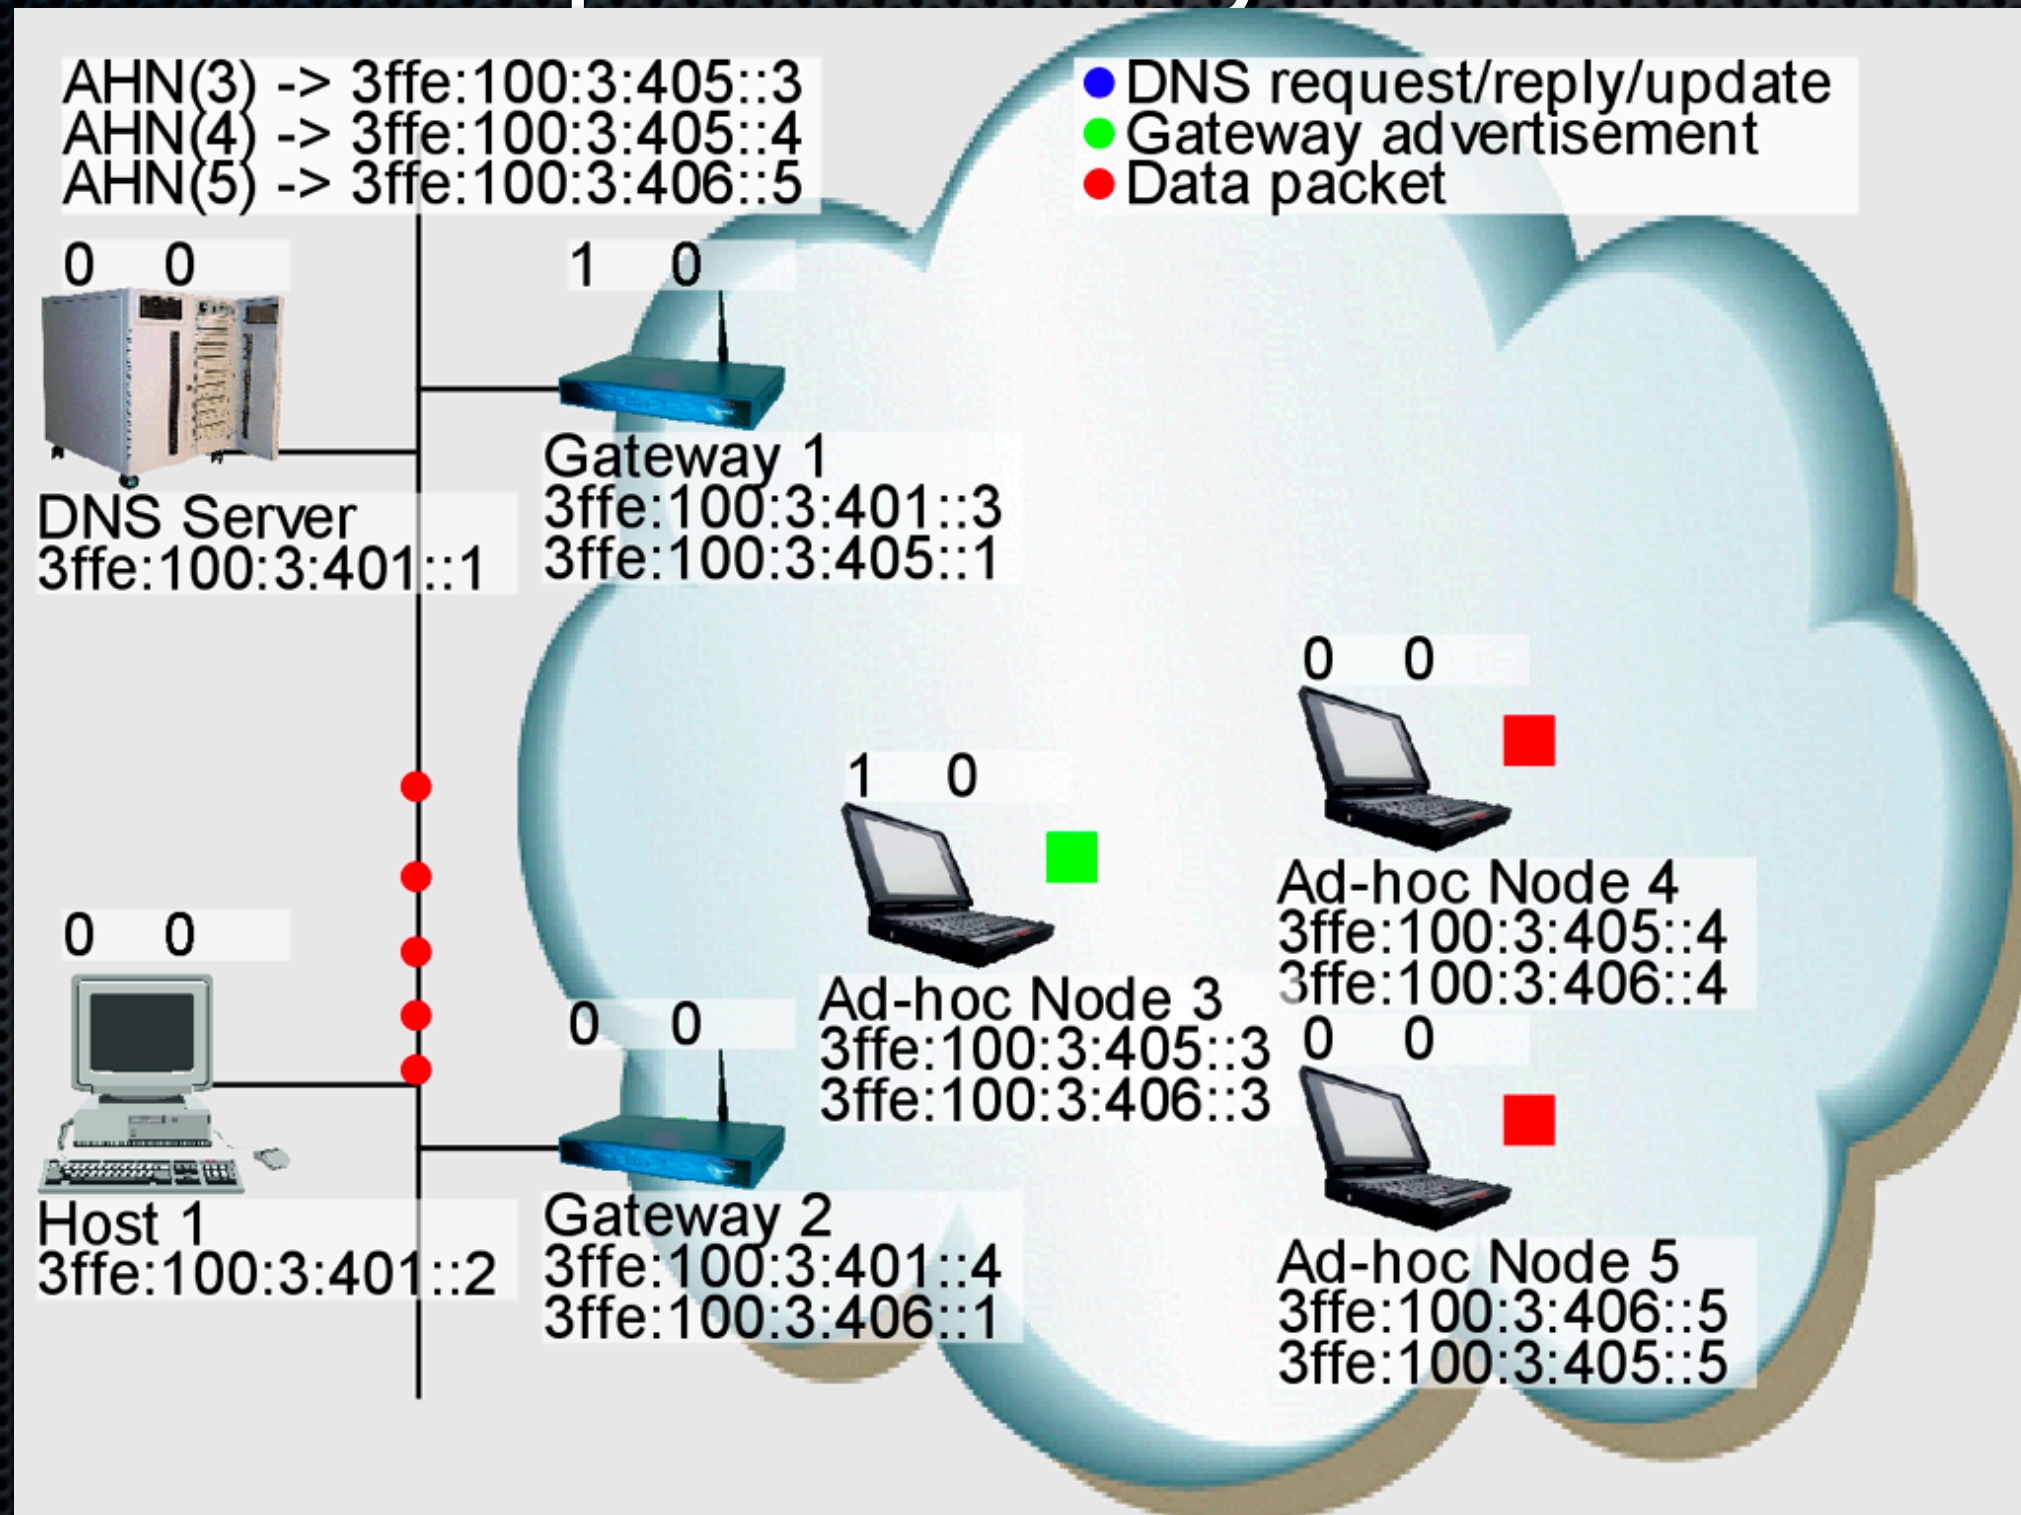 AHN(3) -> 3ffe:100:3:405::3
AHN(4) -> 3ffe:100:3:405::4
AHN(5) -> 3ffe:100:3:406::5
DNS request/reply/update
Gateway advertisement
Data packet
0 0
1 0
DNS Server
3ffe:100:3:401::1
Gateway 1
3ffe:100:3:401::3
3ffe:100:3:405::1
0 0
Ad-hoc Node 4
3ffe:100:3:405::4
3ffe:100:3:406::4
1 0
Ad-hoc Node 3
3ffe:100:3:405::3
3ffe:100:3:406::3
0 0
Host 1
3ffe:100:3:401::2
0 0
Gateway 2
3ffe:100:3:401::4
3ffe:100:3:406::1
0 0
Ad-hoc Node 5
3ffe:100:3:406::5
3ffe:100:3:405::5